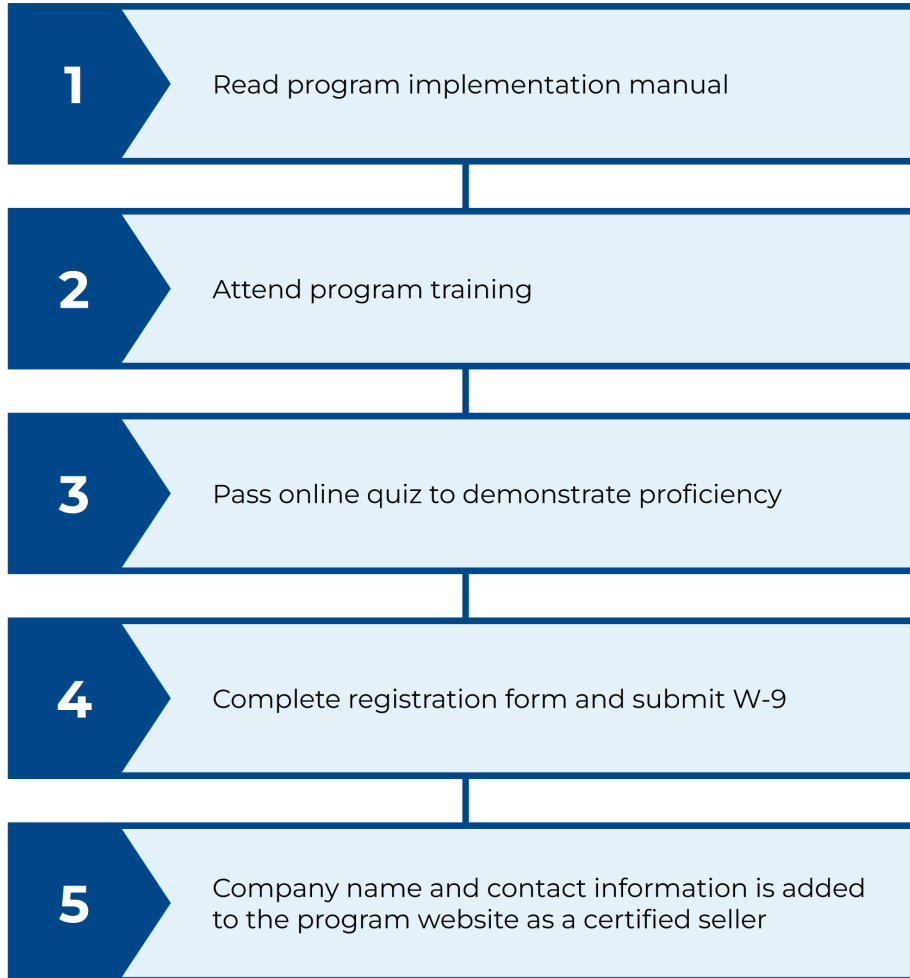 1
Read program implementation manual
2
Attend program training
3
Pass online quiz to demonstrate proficiency
4
Complete registration form and submit W-9
5
Company name and contact information is added
to the program website as a certified seller